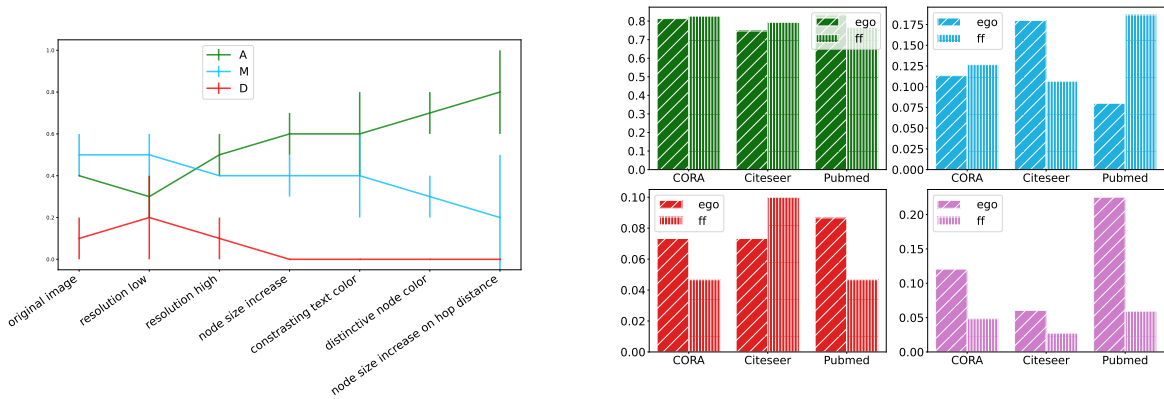 1.0
0.8
0.6
0.4
0.2
0.0
A
M
D
original image
resolution low
resolution high
node size increase
constrasting text color
distinctive node color
node size increase on hop distance
0.8
0.7
0.6
0.5
0.4
0.3
0.2
0.1
0.0
ego
ff
CORA Citeseer Pubmed
0.175
0.150
0.125
0.100
0.075
0.050
0.025
0.000
ego
ff
CORA Citeseer Pubmed
0.10
0.08
0.06
0.04
0.02
0.00
ego
ff
CORA Citeseer Pubmed
0.20
0.15
0.10
0.05
0.00
ego
ff
CORA Citeseer Pubmed